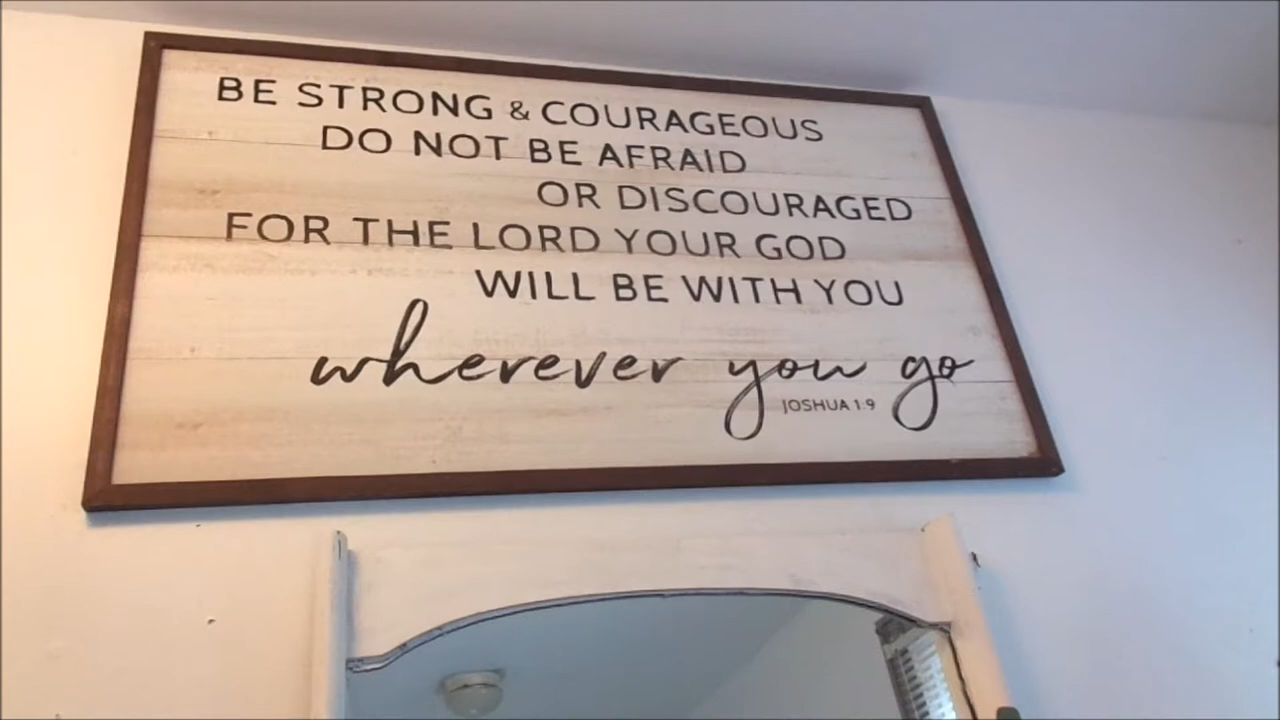 BE STRONG & COURAGEOUS
DO NOT BE AFRAID
OR DISCOURAGED
FOR THE LORD YOUR GOD
WILL BE WITH YOU
wherever you go
JOSHUA 1:9